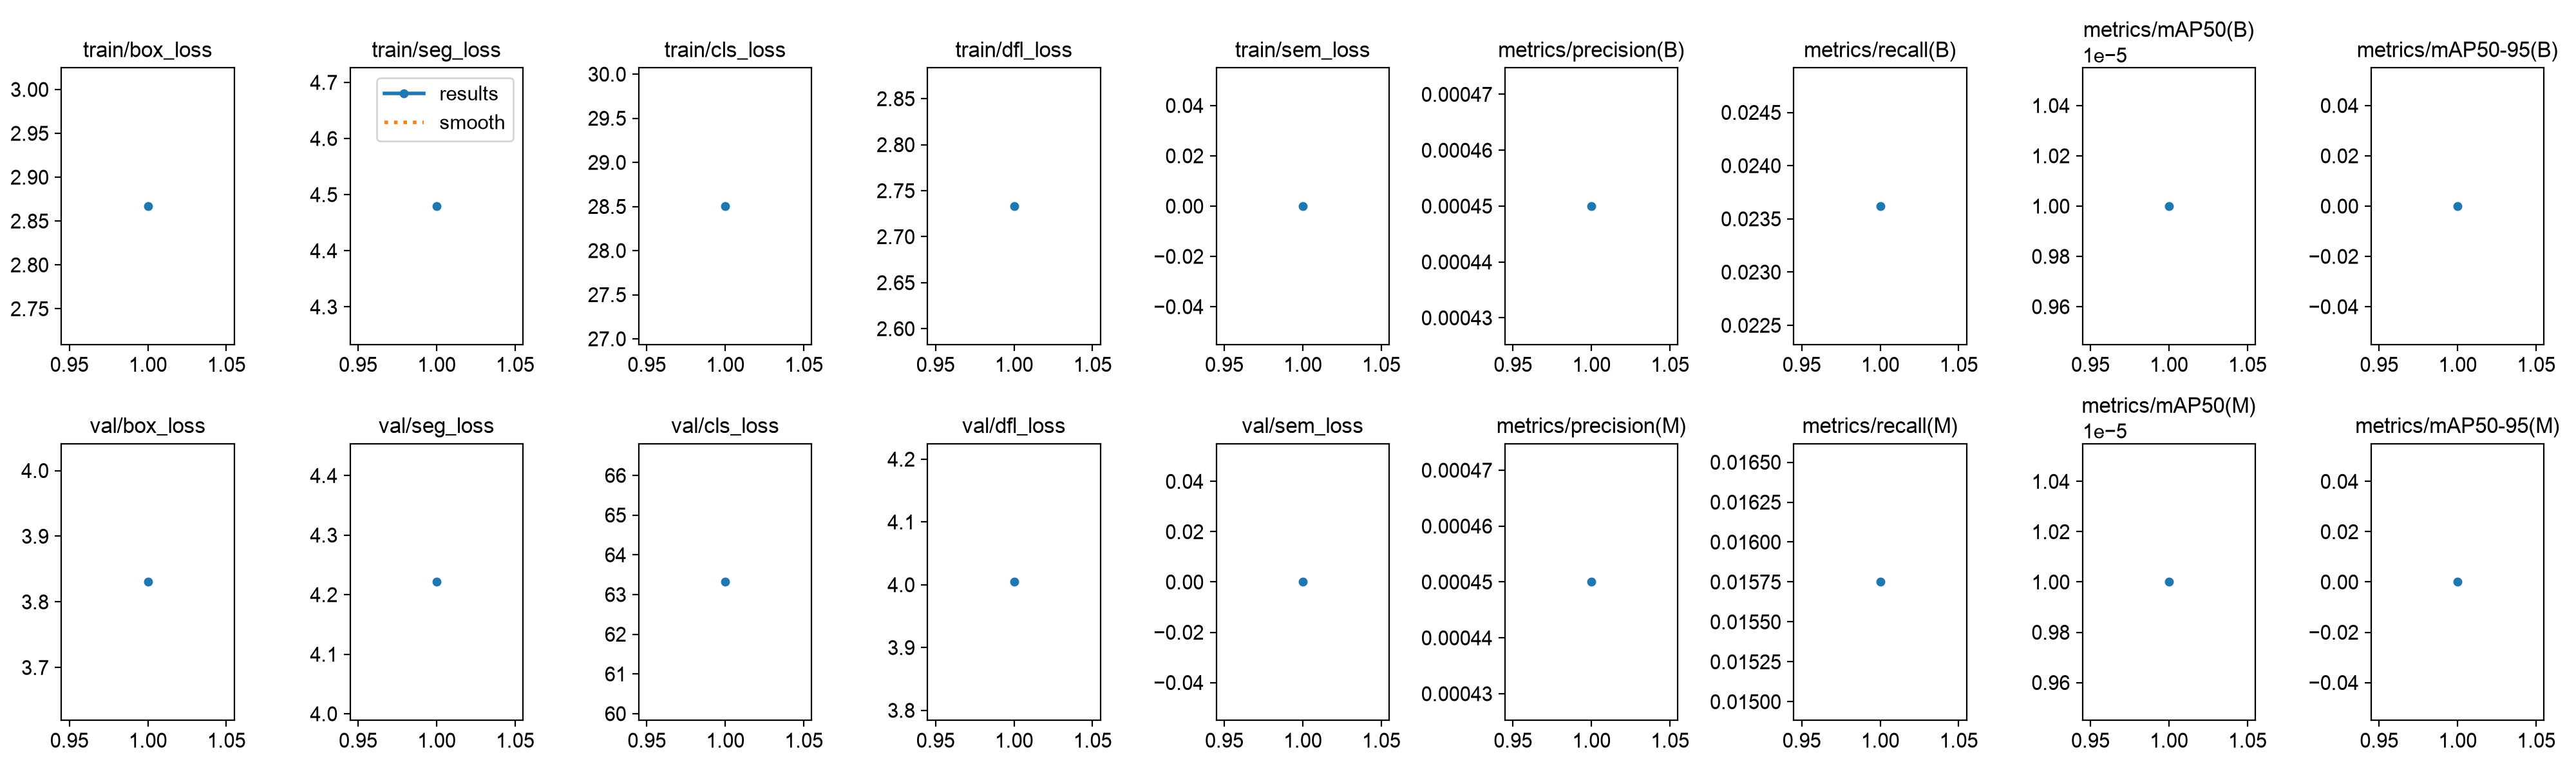 train/box_loss
3.00
2.95
2.90
2.85
2.80
2.75
0.95 1.00 1.05
train/seg_loss
results
smooth
4.7
4.6
4.5
4.4
4.3
0.95 1.00 1.05
train/cls_loss
30.0
29.5
29.0
28.5
28.0
27.5
27.0
0.95 1.00 1.05
train/dfl_loss
2.85
2.80
2.75
2.70
2.65
2.60
0.95 1.00 1.05
train/sem_loss
0.04
0.02
0.00
−0.02
−0.04
0.95 1.00 1.05
metrics/precision(B)
0.00047
0.00046
0.00045
0.00044
0.00043
0.95 1.00 1.05
metrics/recall(B)
0.0245
0.0240
0.0235
0.0230
0.0225
0.95 1.00 1.05
metrics/mAP50(B)
1e−5
1.04
1.02
1.00
0.98
0.96
0.95 1.00 1.05
metrics/mAP50-95(B)
0.04
0.02
0.00
−0.02
−0.04
0.95 1.00 1.05
val/box_loss
4.0
3.9
3.8
3.7
0.95 1.00 1.05
val/seg_loss
4.4
4.3
4.2
4.1
4.0
0.95 1.00 1.05
val/cls_loss
66
65
64
63
62
61
60
0.95 1.00 1.05
val/dfl_loss
4.2
4.1
4.0
3.9
3.8
0.95 1.00 1.05
val/sem_loss
0.04
0.02
0.00
−0.02
−0.04
0.95 1.00 1.05
metrics/precision(M)
0.00047
0.00046
0.00045
0.00044
0.00043
0.95 1.00 1.05
metrics/recall(M)
0.01650
0.01625
0.01600
0.01575
0.01550
0.01525
0.01500
0.95 1.00 1.05
metrics/mAP50(M)
1e−5
1.04
1.02
1.00
0.98
0.96
0.95 1.00 1.05
metrics/mAP50-95(M)
0.04
0.02
0.00
−0.02
−0.04
0.95 1.00 1.05